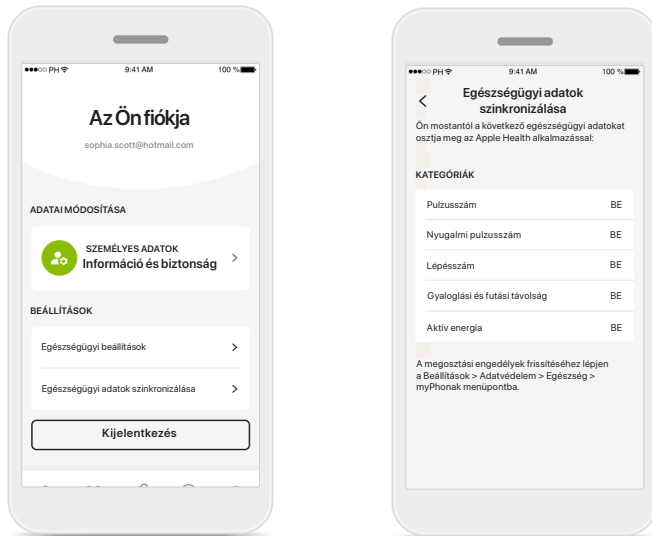 PH
9:41 AM
100 %
Az Ön fiókja
sophia.scott@hotmail.com
ADATAI MÓDOSÍTÁSA
SZEMÉLYES ADATOK
Információ és biztonság
BEÁLLÍTÁSOK
Egészségügyi beállítások
Egészségügyi adatok szinkronizálása
Kijelentkezés
PH
9:41 AM
100 %
Egészségügyi adatok
szinkronizálása
Ön mostantól a következő egészségügyi adatokat
osztja meg az Apple Health alkalmazással:
KATEGÓRIÁK
Pulzusszám BE
Nyugalmi pulzusszám BE
Lépésszám BE
Gyaloglási és futási távolság BE
Aktív energia BE
A megosztási engedélyek frissítéséhez lépjen
a Beállítások > Adatvédelem > Egészség >
myPhonak menüpontba.